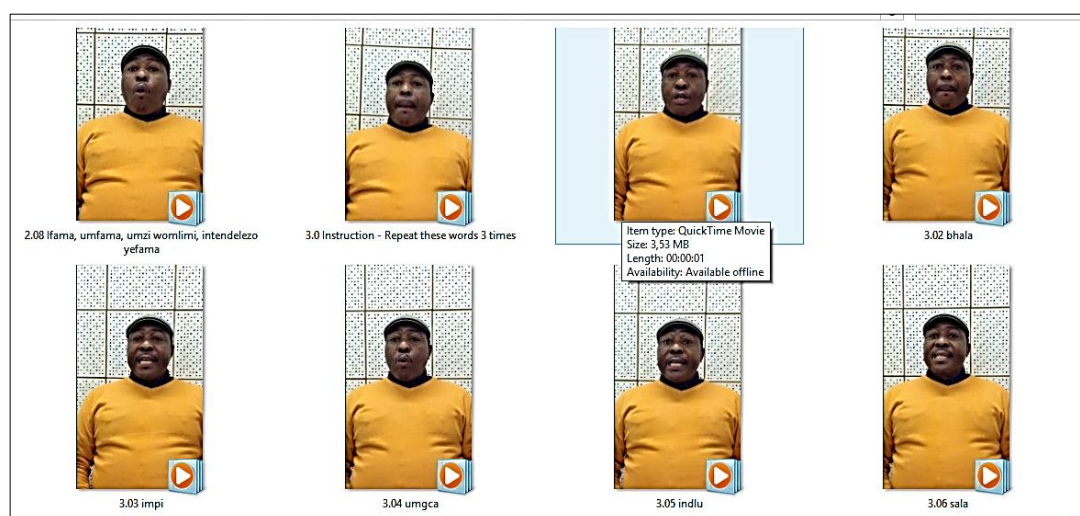 2.08 Ifama, umfama, umzi womlimi, intendelezo
yefama
3.0 Instruction - Repeat these words 3 times
Item type: QuickTime Movie
Size: 3,53 MB
Length: 00:00:01
Availability: Available offline
3.02 bhala
3.03 impi
3.04 umgca
3.05 indlu
3.06 sala